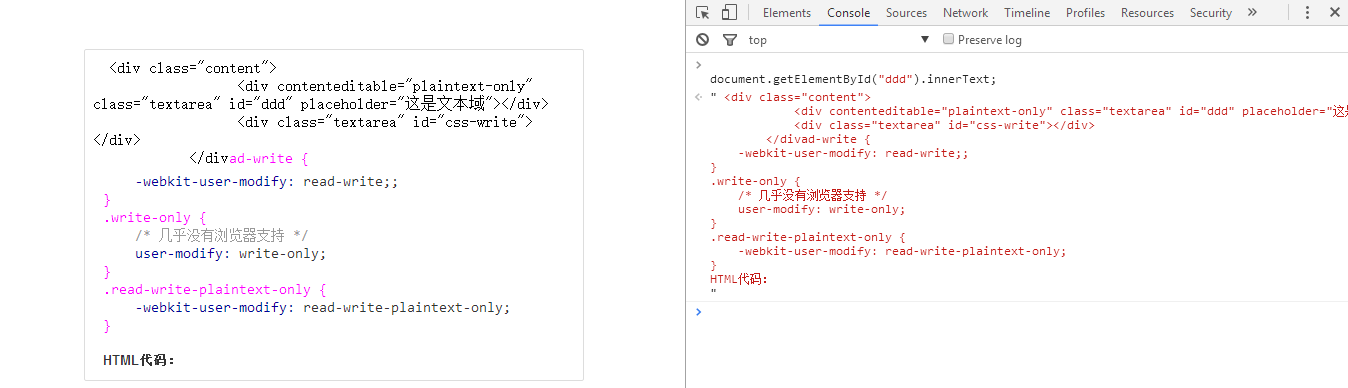 <div class="content">
<div contenteditable="plaintext-only"
class="textarea" id="ddd" placeholder="这是文本域"></div>
<div class="textarea" id="css-write">
</div>
</divad-write {
-webkit-user-modify: read-write;;
}
.write-only {
/* 几乎没有浏览器支持 */
user-modify: write-only;
}
.read-write-plaintext-only {
-webkit-user-modify: read-write-plaintext-only;
}
HTML代码：
Elements Console Sources Network Timeline Profiles Resources Security
top Preserve log
document.getElementById("ddd").innerText;
" <div class="content">
<div contenteditable="plaintext-only" class="textarea" id="ddd" placeholder="这
<div class="textarea" id="css-write"></div>
</divad-write {
-webkit-user-modify: read-write;;
}
.write-only {
/* 几乎没有浏览器支持 */
user-modify: write-only;
}
.read-write-plaintext-only {
-webkit-user-modify: read-write-plaintext-only;
}
HTML代码：
"